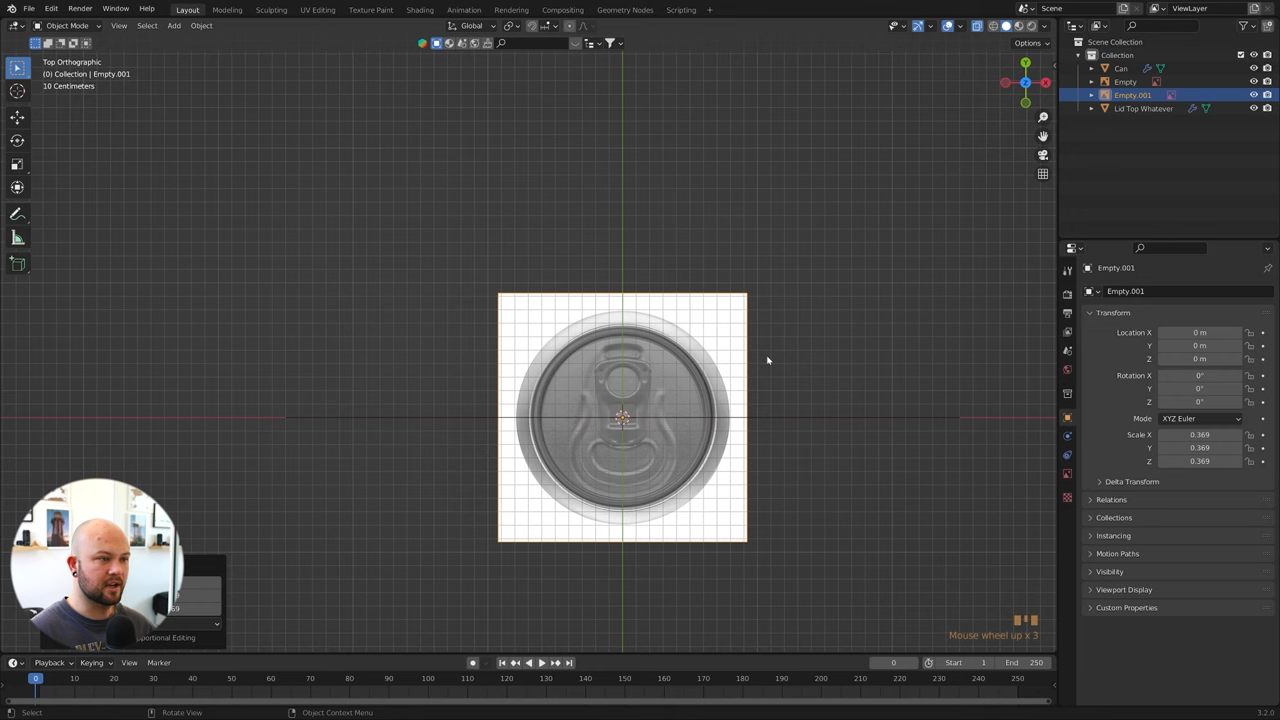 File Edit Render Window Help Layout Modeling Sculpting UV Editing Texture Paint Shading Animation Rendering Compositing Geometry Nodes Scripting + Scene ViewLayer
Object Mode View Select Add Object Global
Options
Top Orthographic
(0) Collection | Empty.001
10 Centimeters
Y
X
Z
Mouse wheel up x 3
69
oportional Editing
Scene Collection
Collection
Can
Empty
Empty.001
Lid Top Whatever
Empty.001
Empty.001
Transform
Location X 0 m
Y 0 m
Z 0 m
Rotation X 0°
Y 0°
Z 0°
Mode XYZ Euler
Scale X 0.369
Y 0.369
Z 0.369
Delta Transform
Relations
Collections
Instancing
Motion Paths
Visibility
Viewport Display
Custom Properties
Playback Keying View Marker 0 Start 1 End 250
0 10 20 30 40 50 60 70 80 90 100 110 120 130 140 150 160 170 180 190 200 210 220 230 240 250
Select Rotate View Object Context Menu 3.2.0